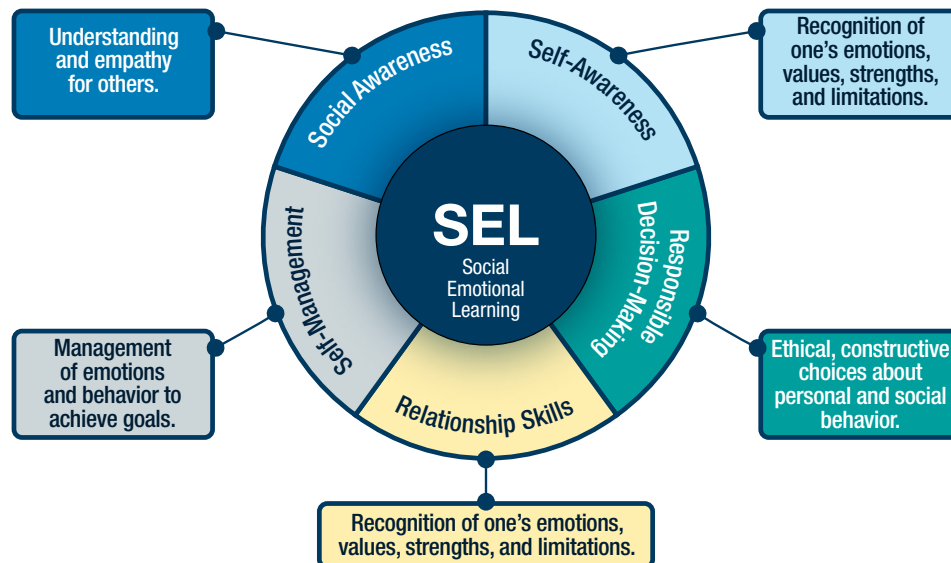 Understanding
and empathy
for others.
Social Awareness
Self-Awareness
Recognition of
one’s emotions,
values, strengths,
and limitations.
SEL
Social
Emotional
Learning
Self-Management
Responsible
Decision-Making
Management
of emotions
and behavior to
achieve goals.
Relationship Skills
Ethical, constructive
choices about
personal and social
behavior.
Recognition of one’s emotions,
values, strengths, and limitations.